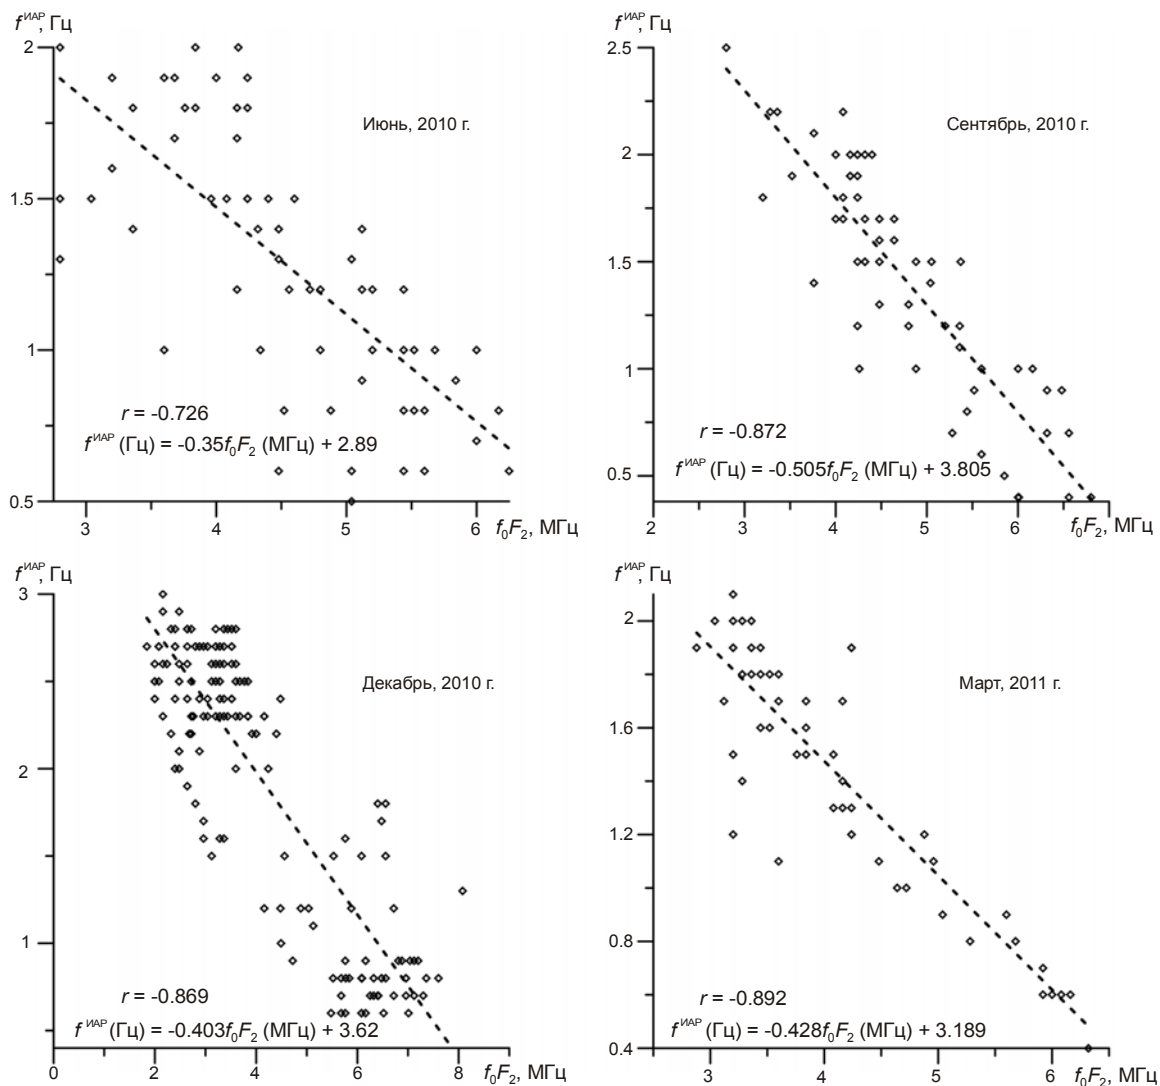 f ИАР, Гц
2
1.5
1
0.5
Июнь, 2010 г.
r = -0.726
f ИАР (Гц) = -0.35f0F2 (МГц) + 2.89
3 4 5 6
f0F2, МГц
f ИАР, Гц
2.5
2
1.5
1
0.5
Сентябрь, 2010 г.
r = -0.872
f ИАР (Гц) = -0.505f0F2 (МГц) + 3.805
2 3 4 5 6
f0F2, МГц
f ИАР, Гц
3
2
1
Декабрь, 2010 г.
r = -0.869
f ИАР (Гц) = -0.403f0F2 (МГц) + 3.62
0 2 4 6 8
f0F2, МГц
f ИАР, Гц
2
1.6
1.2
0.8
0.4
Март, 2011 г.
r = -0.892
f ИАР (Гц) = -0.428f0F2 (МГц) + 3.189
3 4 5 6
f0F2, МГц